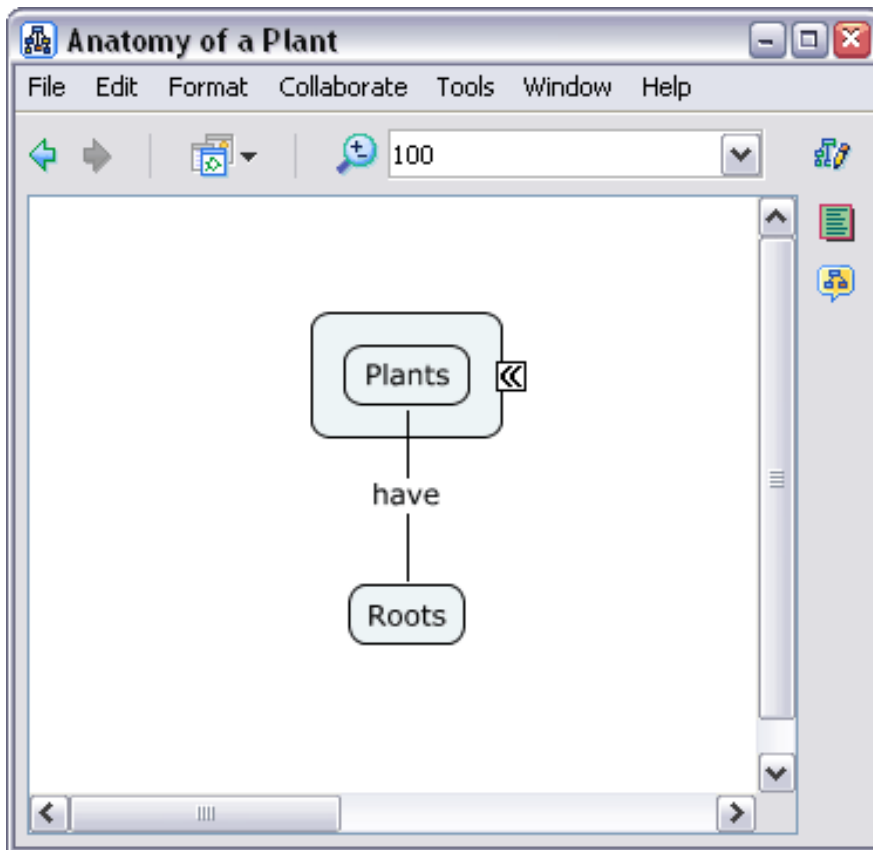 Anatomy of a Plant
File Edit Format Collaborate Tools Window Help
100
Plants
have
Roots